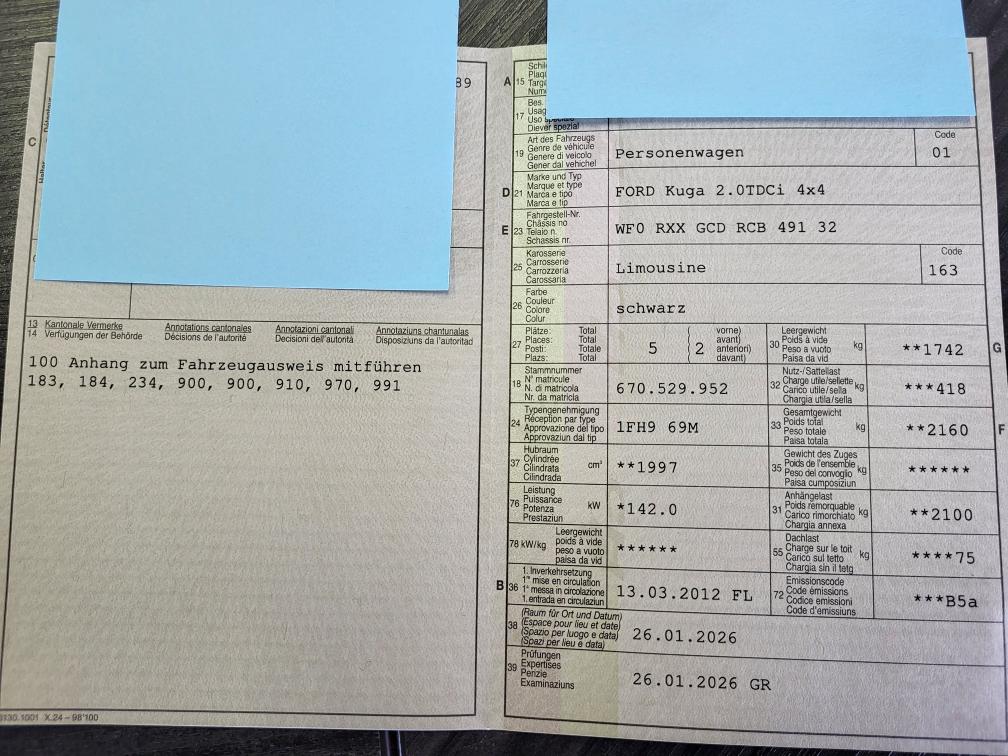 89
C
Halter
13 Kantonale Vermerke Annotations cantonales Annotazioni cantonali Annotaziuns chantunalas
14 Verfügungen der Behörde Décisions de l'autorité Decisioni dell'autorità Disposiziuns da l'autoritad
100 Anhang zum Fahrzeugausweis mitführen
183, 184, 234, 900, 900, 910, 970, 991
A 15
17
Diever spezial
19 Art des Fahrzeugs
Genre de véhicule
Genere di veicolo
Gener dal vehichel
Personenwagen
Code
01
D 21 Marke und Typ
Marque et type
Marca e tipo
Marca e tip
FORD Kuga 2.0TDCi 4x4
E 23 Fahrgestell-Nr.
Châssis no
Telaio n.
Schassis nr.
WF0 RXX GCD RCB 491 32
25 Karosserie
Carrosserie
Carrozzeria
Carossaria
Limousine
Code
163
26 Farbe
Couleur
Colore
Colur
schwarz
27 Plätze: Total
Places: Total
Posti: Totale
Plazs: Totale
5
2
vorne)
avant)
anteriori)
davant)
30 Leergewicht
Poids à vide
Peso a vuoto
Paisa da vid
kg
**1742
G
18 Stammnummer
N° matricule
N. di matricola
Nr. da matricla
670.529.952
32 Nutz-/Sattellast
Charge utile/sellette
Carico utile/sella
Chargia utila/sella
kg
***418
24 Typengenehmigung
Réception par type
Approvazione del tipo
Approvaziun dal tip
1FH9 69M
33 Gesamtgewicht
Poids total
Peso totale
Paisa totala
kg
**2160
F
37 Hubraum
Cylindrée
Cilindrata
Cilindrada
cm³
**1997
35 Gewicht des Zuges
Poids de l'ensemble
Peso del convoglio
Paisa cumposiziun
kg
******
76 Leistung
Puissance
Potenza
Prestaziun
kW
*142.0
31 Anhängelast
Poids remorquable
Carico rimorchiato
Chargia annexa
kg
**2100
78 kW/kg
Leergewicht
poids à vide
peso a vuoto
paisa da vid
******
55 Dachlast
Charge sur le toit
Carico sul tetto
Chargia sin il tetg
kg
****75
B 36 1. Inverkehrsetzung
1re mise en circulation
1a messa in circolazione
1. entrada en circulaziun
13.03.2012 FL
72 Emissionscode
Code émissions
Codice emissioni
Code d'emissiuns
***B5a
38 (Raum für Ort und Datum)
(Espace pour lieu et date)
(Spazio per luogo e data)
(Spazi per lieu e data)
26.01.2026
39 Prüfungen
Expertises
Perizie
Examinaziuns
26.01.2026 GR
X.24 – 98'100